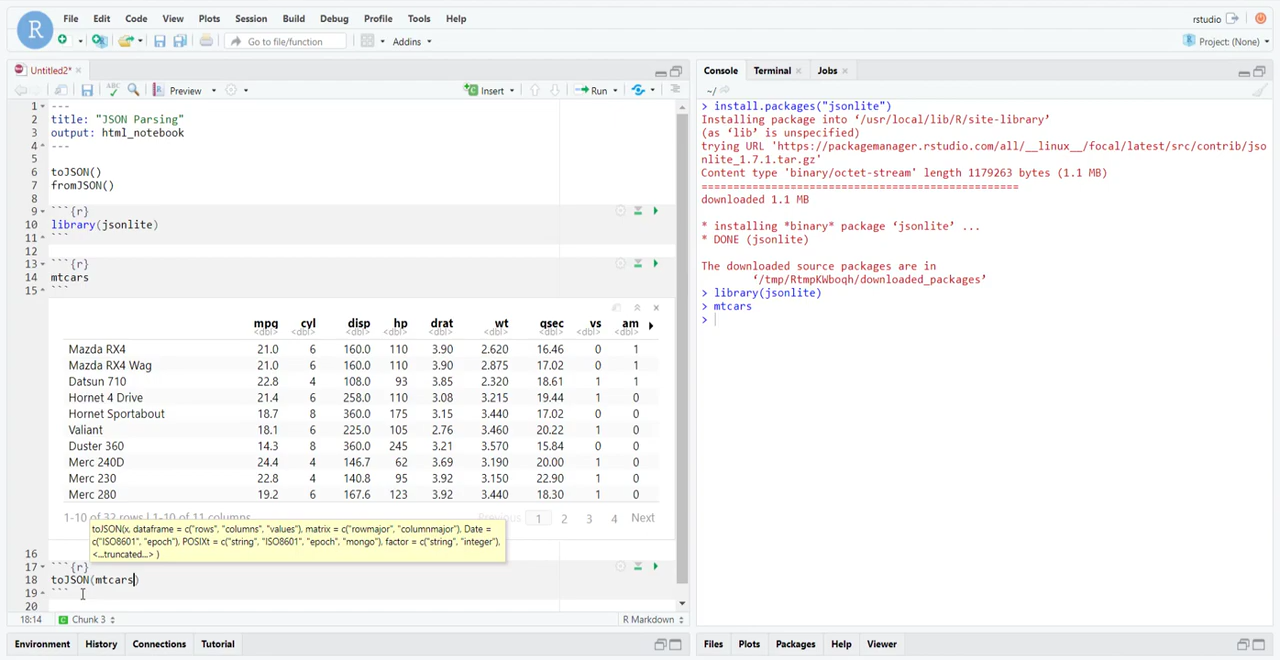 File Edit Code View Plots Session Build Debug Profile Tools Help
rstudio
R
Go to file/function
Addins
Project: (None)
Untitled2*
Preview
Insert
Run
1 ---
2 title: "JSON Parsing"
3 output: html_notebook
4 ---
5
6 toJSON()
7 fromJSON()
8
9 ```{r}
10 library(jsonlite)
11 ```
12
13 ```{r}
14 mtcars
15 ```
mpg cyl disp hp drat wt qsec vs am
<dbl> <dbl> <dbl> <dbl> <dbl> <dbl> <dbl> <dbl> <dbl>
Mazda RX4 21.0 6 160.0 110 3.90 2.620 16.46 0 1
Mazda RX4 Wag 21.0 6 160.0 110 3.90 2.875 17.02 0 1
Datsun 710 22.8 4 108.0 93 3.85 2.320 18.61 1 1
Hornet 4 Drive 21.4 6 258.0 110 3.08 3.215 19.44 1 0
Hornet Sportabout 18.7 8 360.0 175 3.15 3.440 17.02 0 0
Valiant 18.1 6 225.0 105 2.76 3.460 20.22 1 0
Duster 360 14.3 8 360.0 245 3.21 3.570 15.84 0 0
Merc 240D 24.4 4 146.7 62 3.69 3.190 20.00 1 0
Merc 230 22.8 4 140.8 95 3.92 3.150 22.90 1 0
Merc 280 19.2 6 167.6 123 3.92 3.440 18.30 1 0
1-10 of 32 rows | 1-10 of 11 columns Previous 1 2 3 4 Next
toJSON(x, dataframe = c("rows", "columns", "values"), matrix = c("rowmajor", "columnmajor"), Date =
c("ISO8601", "epoch"), POSIXt = c("string", "ISO8601", "epoch", "mongo"), factor = c("string", "integer"),
<...truncated...> )
16
17 ```{r}
18 toJSON(mtcars)
19 ```
20
18:14 Chunk 3 R Markdown
Environment History Connections Tutorial
Console Terminal Jobs
~/
> install.packages("jsonlite")
Installing package into ‘/usr/local/lib/R/site-library’
(as ‘lib’ is unspecified)
trying URL 'https://packagemanager.rstudio.com/all/__linux__/focal/latest/src/contrib/jso
nlite_1.7.1.tar.gz'
Content type 'binary/octet-stream' length 1179263 bytes (1.1 MB)
==================================================
downloaded 1.1 MB
* installing *binary* package ‘jsonlite’ ...
* DONE (jsonlite)
The downloaded source packages are in
‘/tmp/RtmpKWboqh/downloaded_packages’
> library(jsonlite)
> mtcars
>
Files Plots Packages Help Viewer